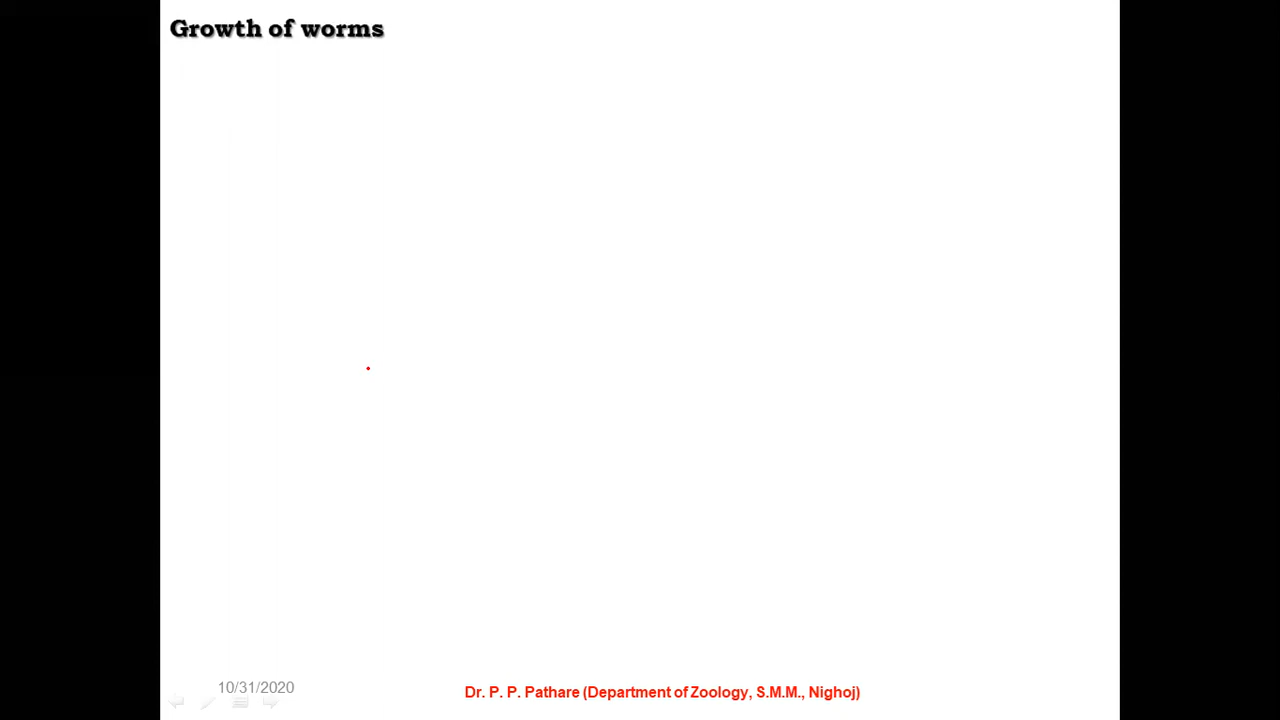 Growth of worms
10/31/2020
Dr. P. P. Pathare (Department of Zoology, S.M.M., Nighoj)